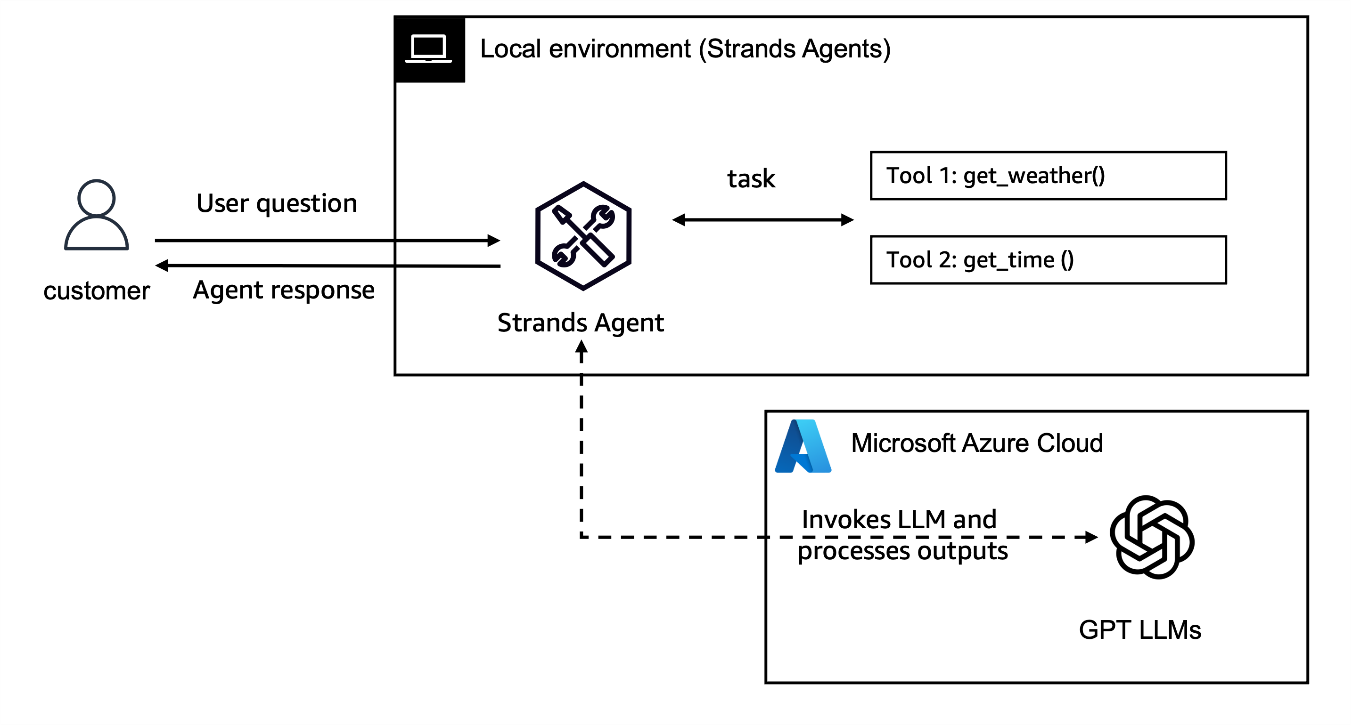 Local environment (Strands Agents)
task
Tool 1: get_weather()
User question
Tool 2: get_time ()
customer
Agent response
Strands Agent
Microsoft Azure Cloud
Invokes LLM and
processes outputs
GPT LLMs